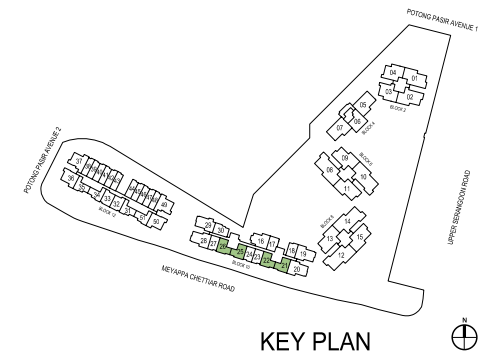 POTONG PASIR AVENUE 1
04 01
03 02
BLOCK 2
05
06
07
BLOCK 4
09
08 10
11
BLOCK 6
14
13 15
12
BLOCK 8
UPPER SERANGOON ROAD
POTONG PASIR AVENUE 2
37
36
35
34
33
32
31
51
50
49
BLOCK 12
29 30
28 27 26 25 24 23 22 21 20
16 17
18 19
BLOCK 10
MEYAPPA CHETTIAR ROAD
KEY PLAN
N